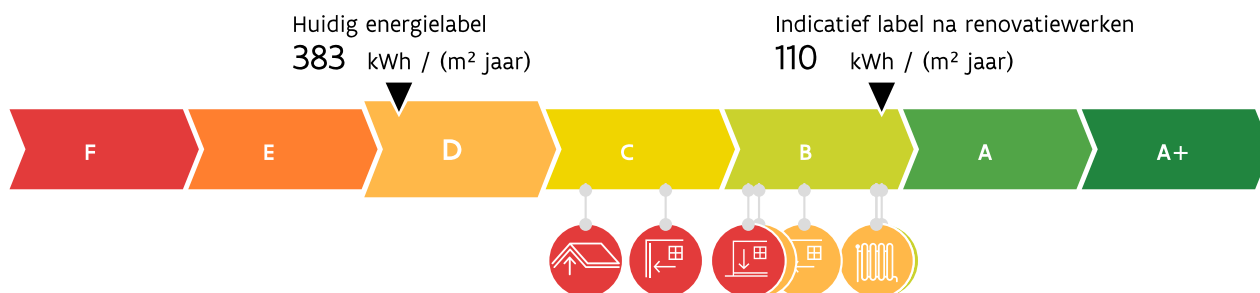 Huidig energielabel
383 kWh / (m² jaar)
Indicatief label na renovatiewerken
110 kWh / (m² jaar)
F E D C B A A+